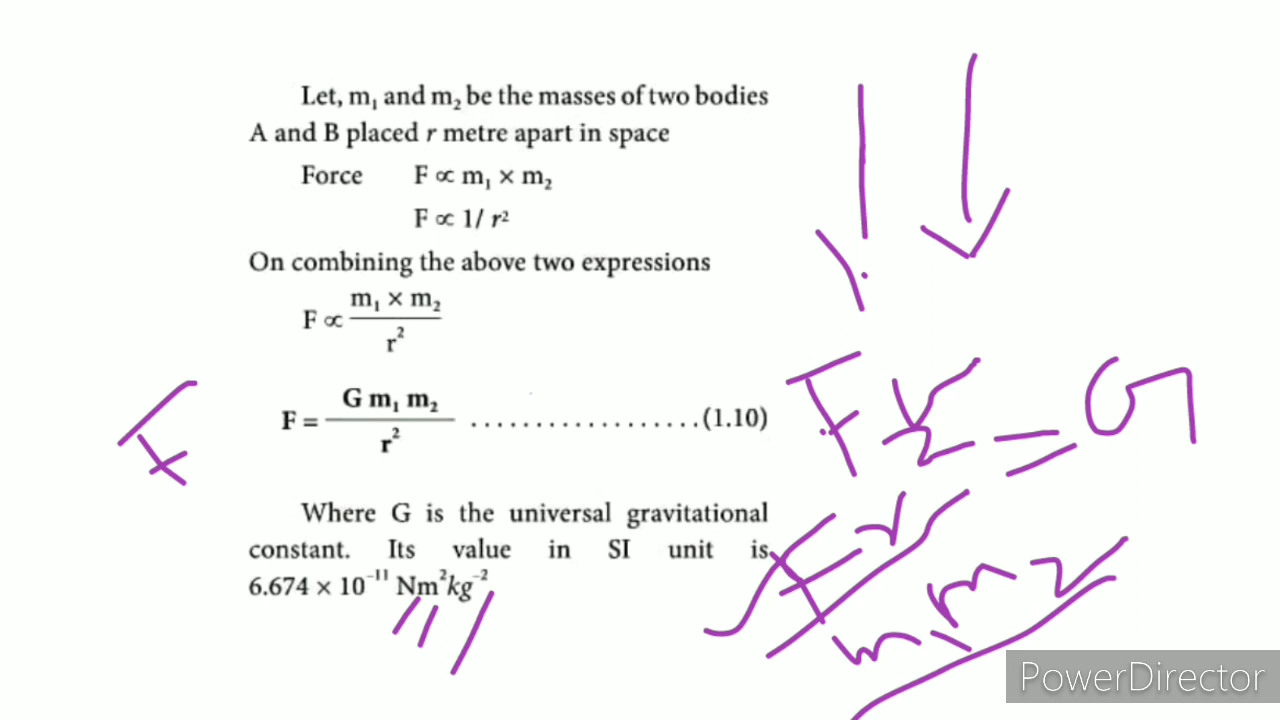 Let, m₁ and m₂ be the masses of two bodies
A and B placed r metre apart in space
Force F ∝ m₁ × m₂
F ∝ 1/ r²
On combining the above two expressions
F ∝ m₁ × m₂
r²
F = G m₁ m₂
r² ..................(1.10)
Where G is the universal gravitational
constant. Its value in SI unit is
6.674 × 10⁻¹¹ Nm²kg⁻²
F
F
= G
m₁ m₂
PowerDirector